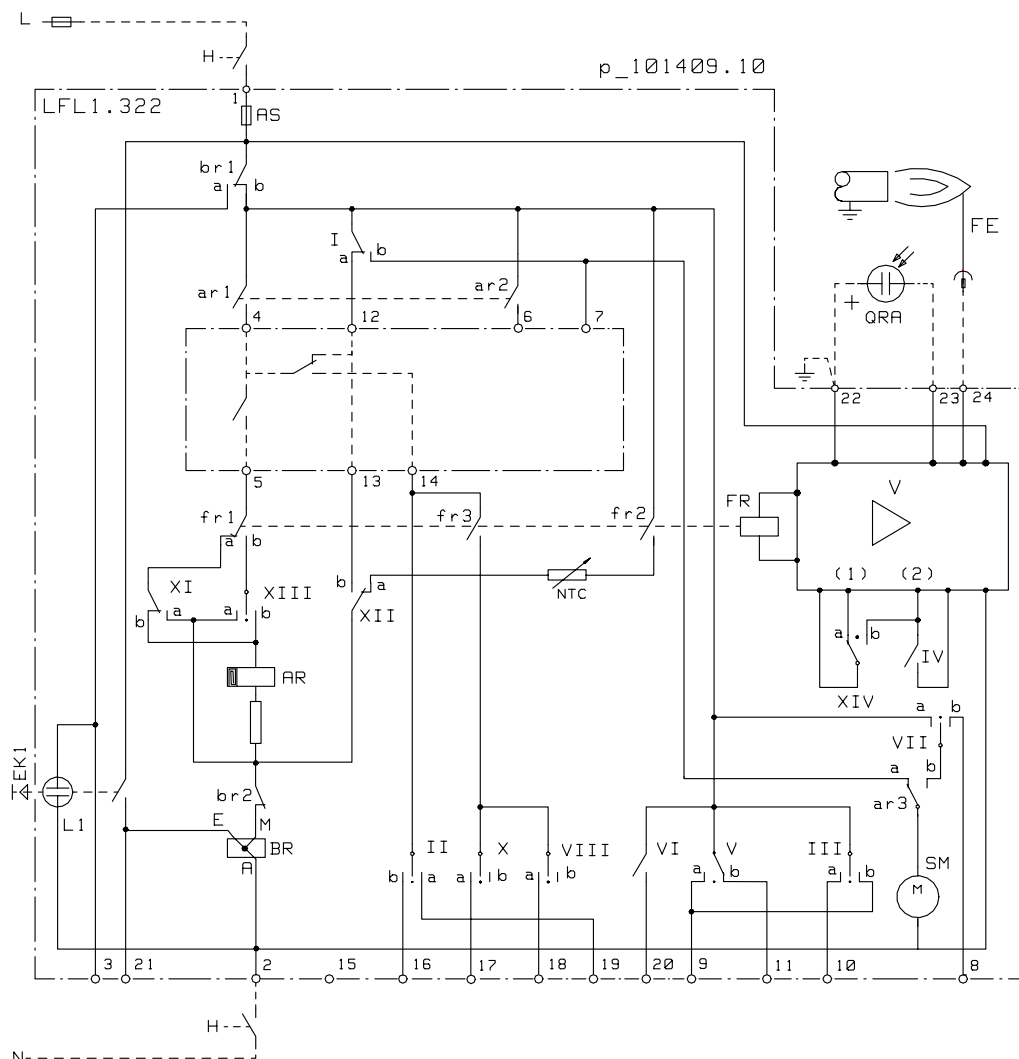 L
H
p_101409.10
LFL1.322
1
AS
br1
a b
FE
I
a b
ar1
ar2
+
QRA
4
12
6
7
22
23
24
5
13
14
V
FR
fr1
fr3
fr2
a b
(1)
(2)
XI
XIII
b a
NTC
a
a b
b
XII
a b
IV
AR
XIV
a b
VII
EK1
a b
br2
ar3
L1
E
M
BR
A
II
X
VIII
VI
V
III
SM
b a
a b
a b
a b
a b
M
3
21
2
15
16
17
18
19
20
9
11
10
8
H
N